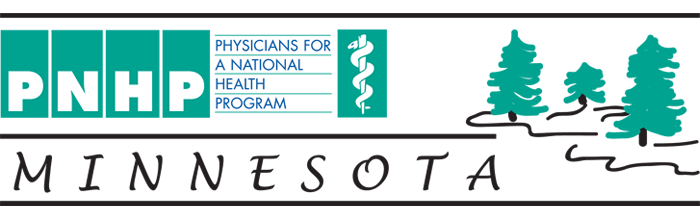 PNHP
PHYSICIANS FOR
A NATIONAL
HEALTH
PROGRAM
MINNESOTA